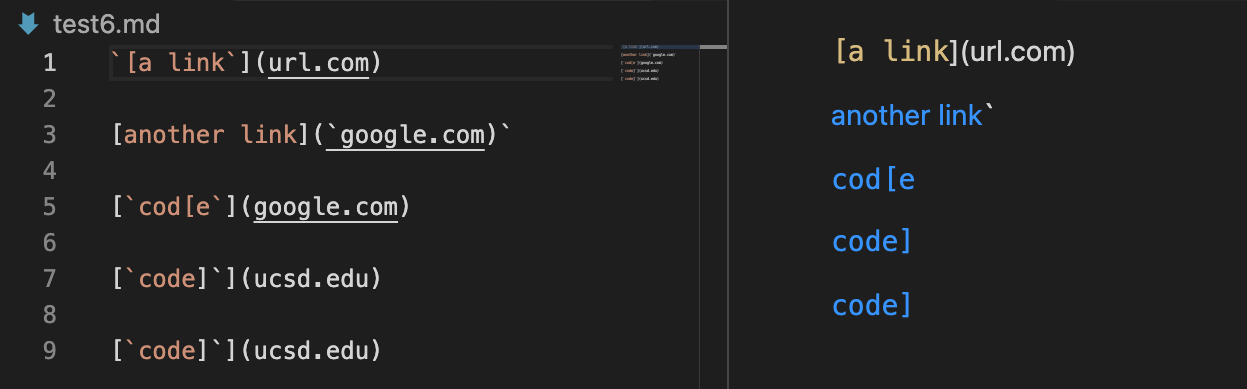 test6.md
1 `[a link`](url.com)
2
3 [another link](`google.com)`
4
5 [`cod[e`](google.com)
6
7 [`code]`](ucsd.edu)
8
9 [`code]`](ucsd.edu)
[a link](url.com)
another link`
cod[e
code]
code]